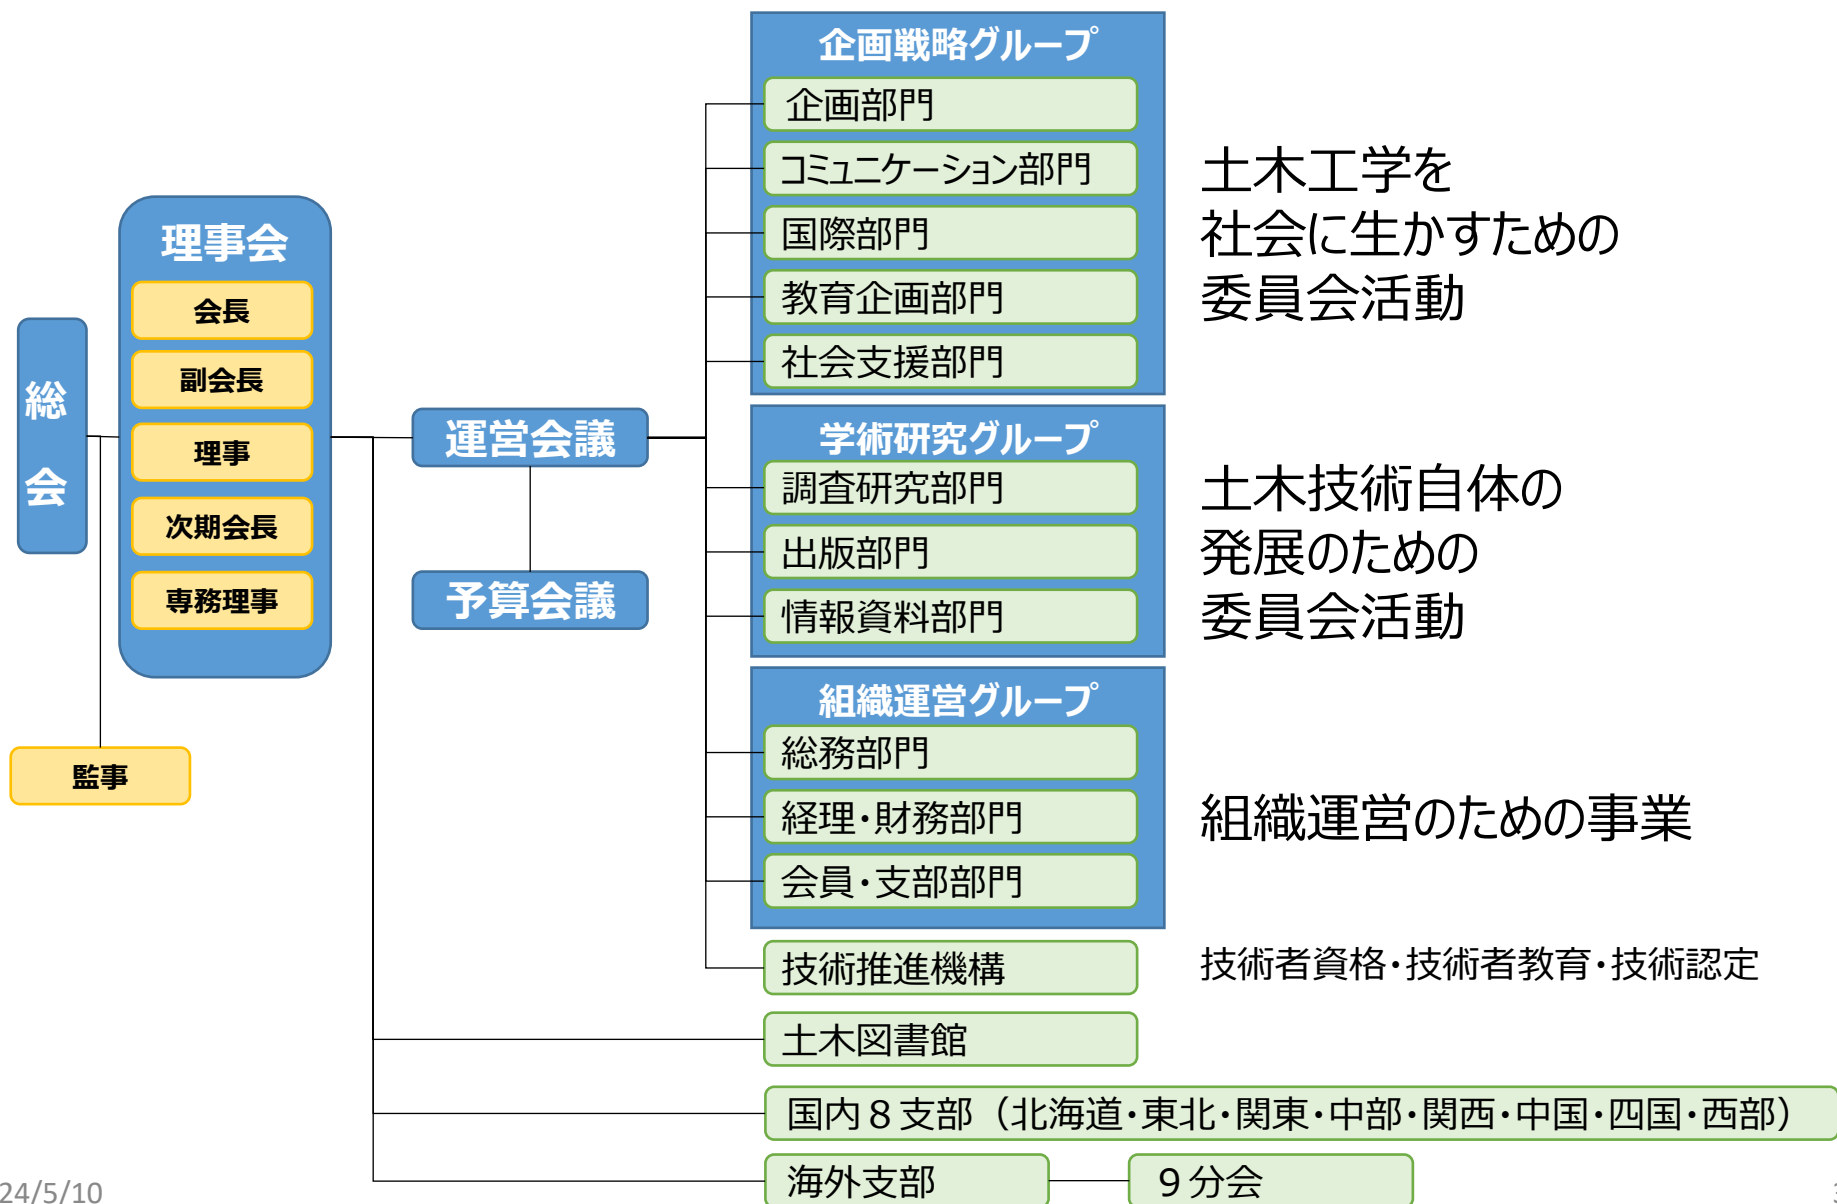 総会
理事会
会長
副会長
理事
次期会長
専務理事
監事
運営会議
予算会議
企画戦略グループ
企画部門
コミュニケーション部門
国際部門
教育企画部門
社会支援部門
土木工学を
社会に生かすための
委員会活動
学術研究グループ
調査研究部門
出版部門
情報資料部門
土木技術自体の
発展のための
委員会活動
組織運営グループ
総務部門
経理・財務部門
会員・支部部門
組織運営のための事業
技術推進機構
技術者資格・技術者教育・技術認定
土木図書館
国内８支部（北海道・東北・関東・中部・関西・中国・四国・西部）
海外支部
９分会
24/5/10